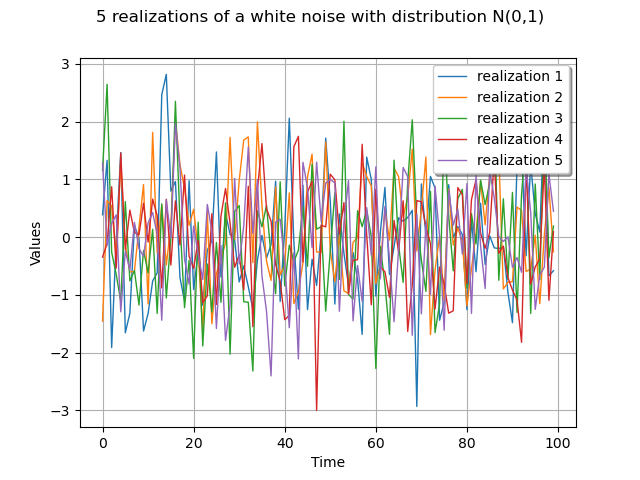 5 realizations of a white noise with distribution N(0,1)
realization 1
realization 2
realization 3
realization 4
realization 5
Values
3
2
1
0
−1
−2
−3
0 20 40 60 80 100
Time